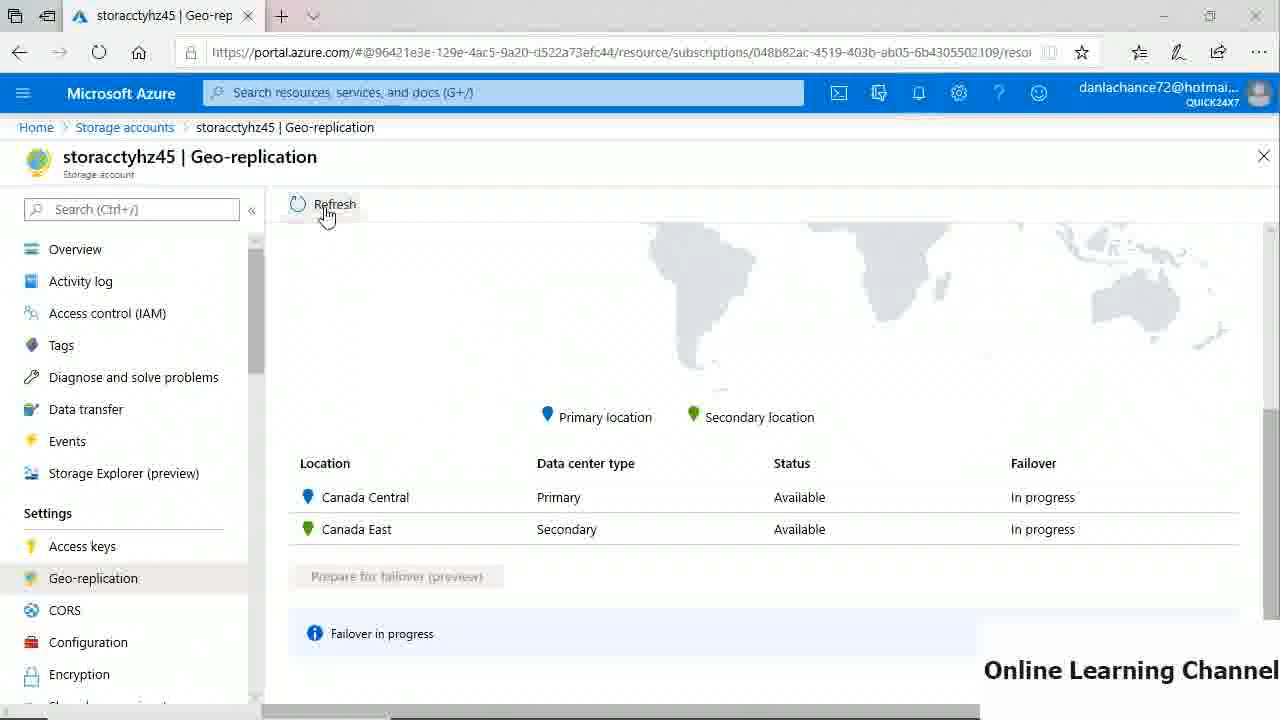 storacctyhz45 | Geo-rep
https://portal.azure.com/#@96421e3e-129e-4ac5-9a20-d522a73efc44/resource/subscriptions/048b82ac-4519-403b-ab05-6b4305502109/resou
Microsoft Azure
Search resources, services, and docs (G+/)
danlachance72@hotmai...
QUICK24X7
Home > Storage accounts > storacctyhz45 | Geo-replication
storacctyhz45 | Geo-replication
Storage account
Search (Ctrl+/)
«
Refresh
Overview
Activity log
Access control (IAM)
Tags
Diagnose and solve problems
Data transfer
Events
Storage Explorer (preview)
Settings
Access keys
Geo-replication
CORS
Configuration
Encryption
Primary location
Secondary location
Location Data center type Status Failover
Canada Central Primary Available In progress
Canada East Secondary Available In progress
Prepare for failover (preview)
Failover in progress
Online Learning Channel